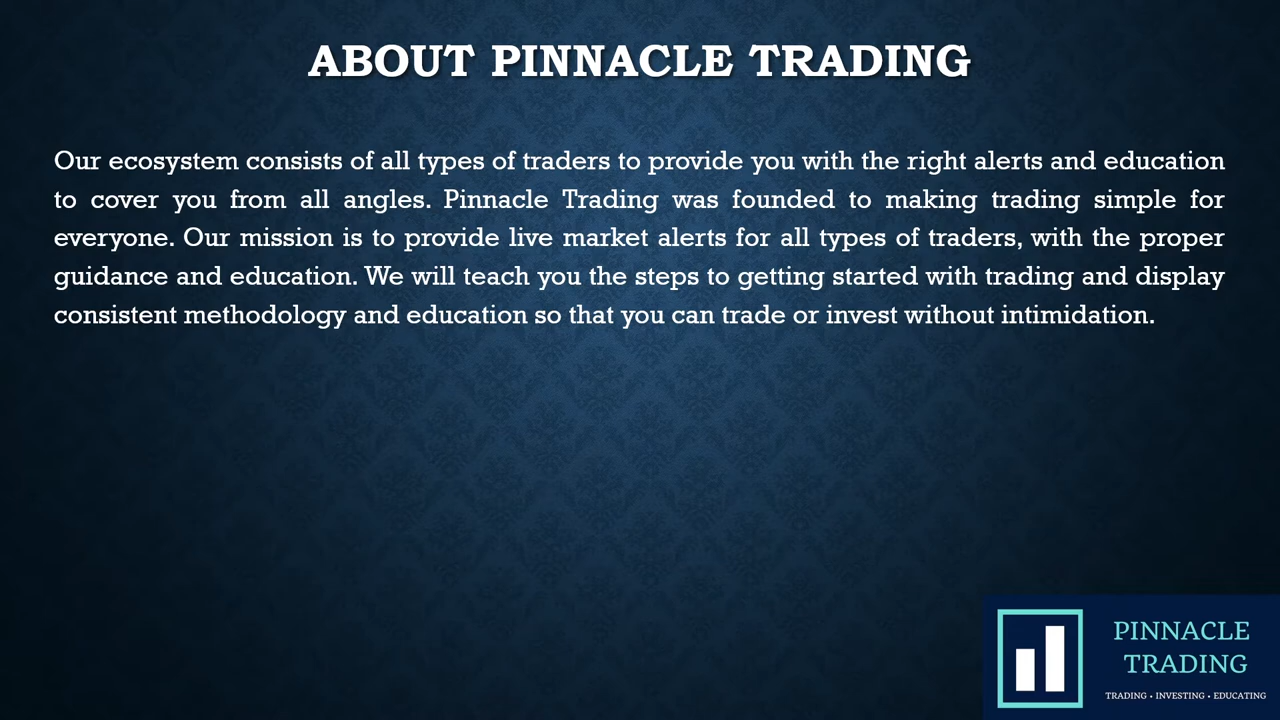 ABOUT PINNACLE TRADING
Our ecosystem consists of all types of traders to provide you with the right alerts and education
to cover you from all angles. Pinnacle Trading was founded to making trading simple for
everyone. Our mission is to provide live market alerts for all types of traders, with the proper
guidance and education. We will teach you the steps to getting started with trading and display
consistent methodology and education so that you can trade or invest without intimidation.
PINNACLE
TRADING
TRADING • INVESTING • EDUCATING